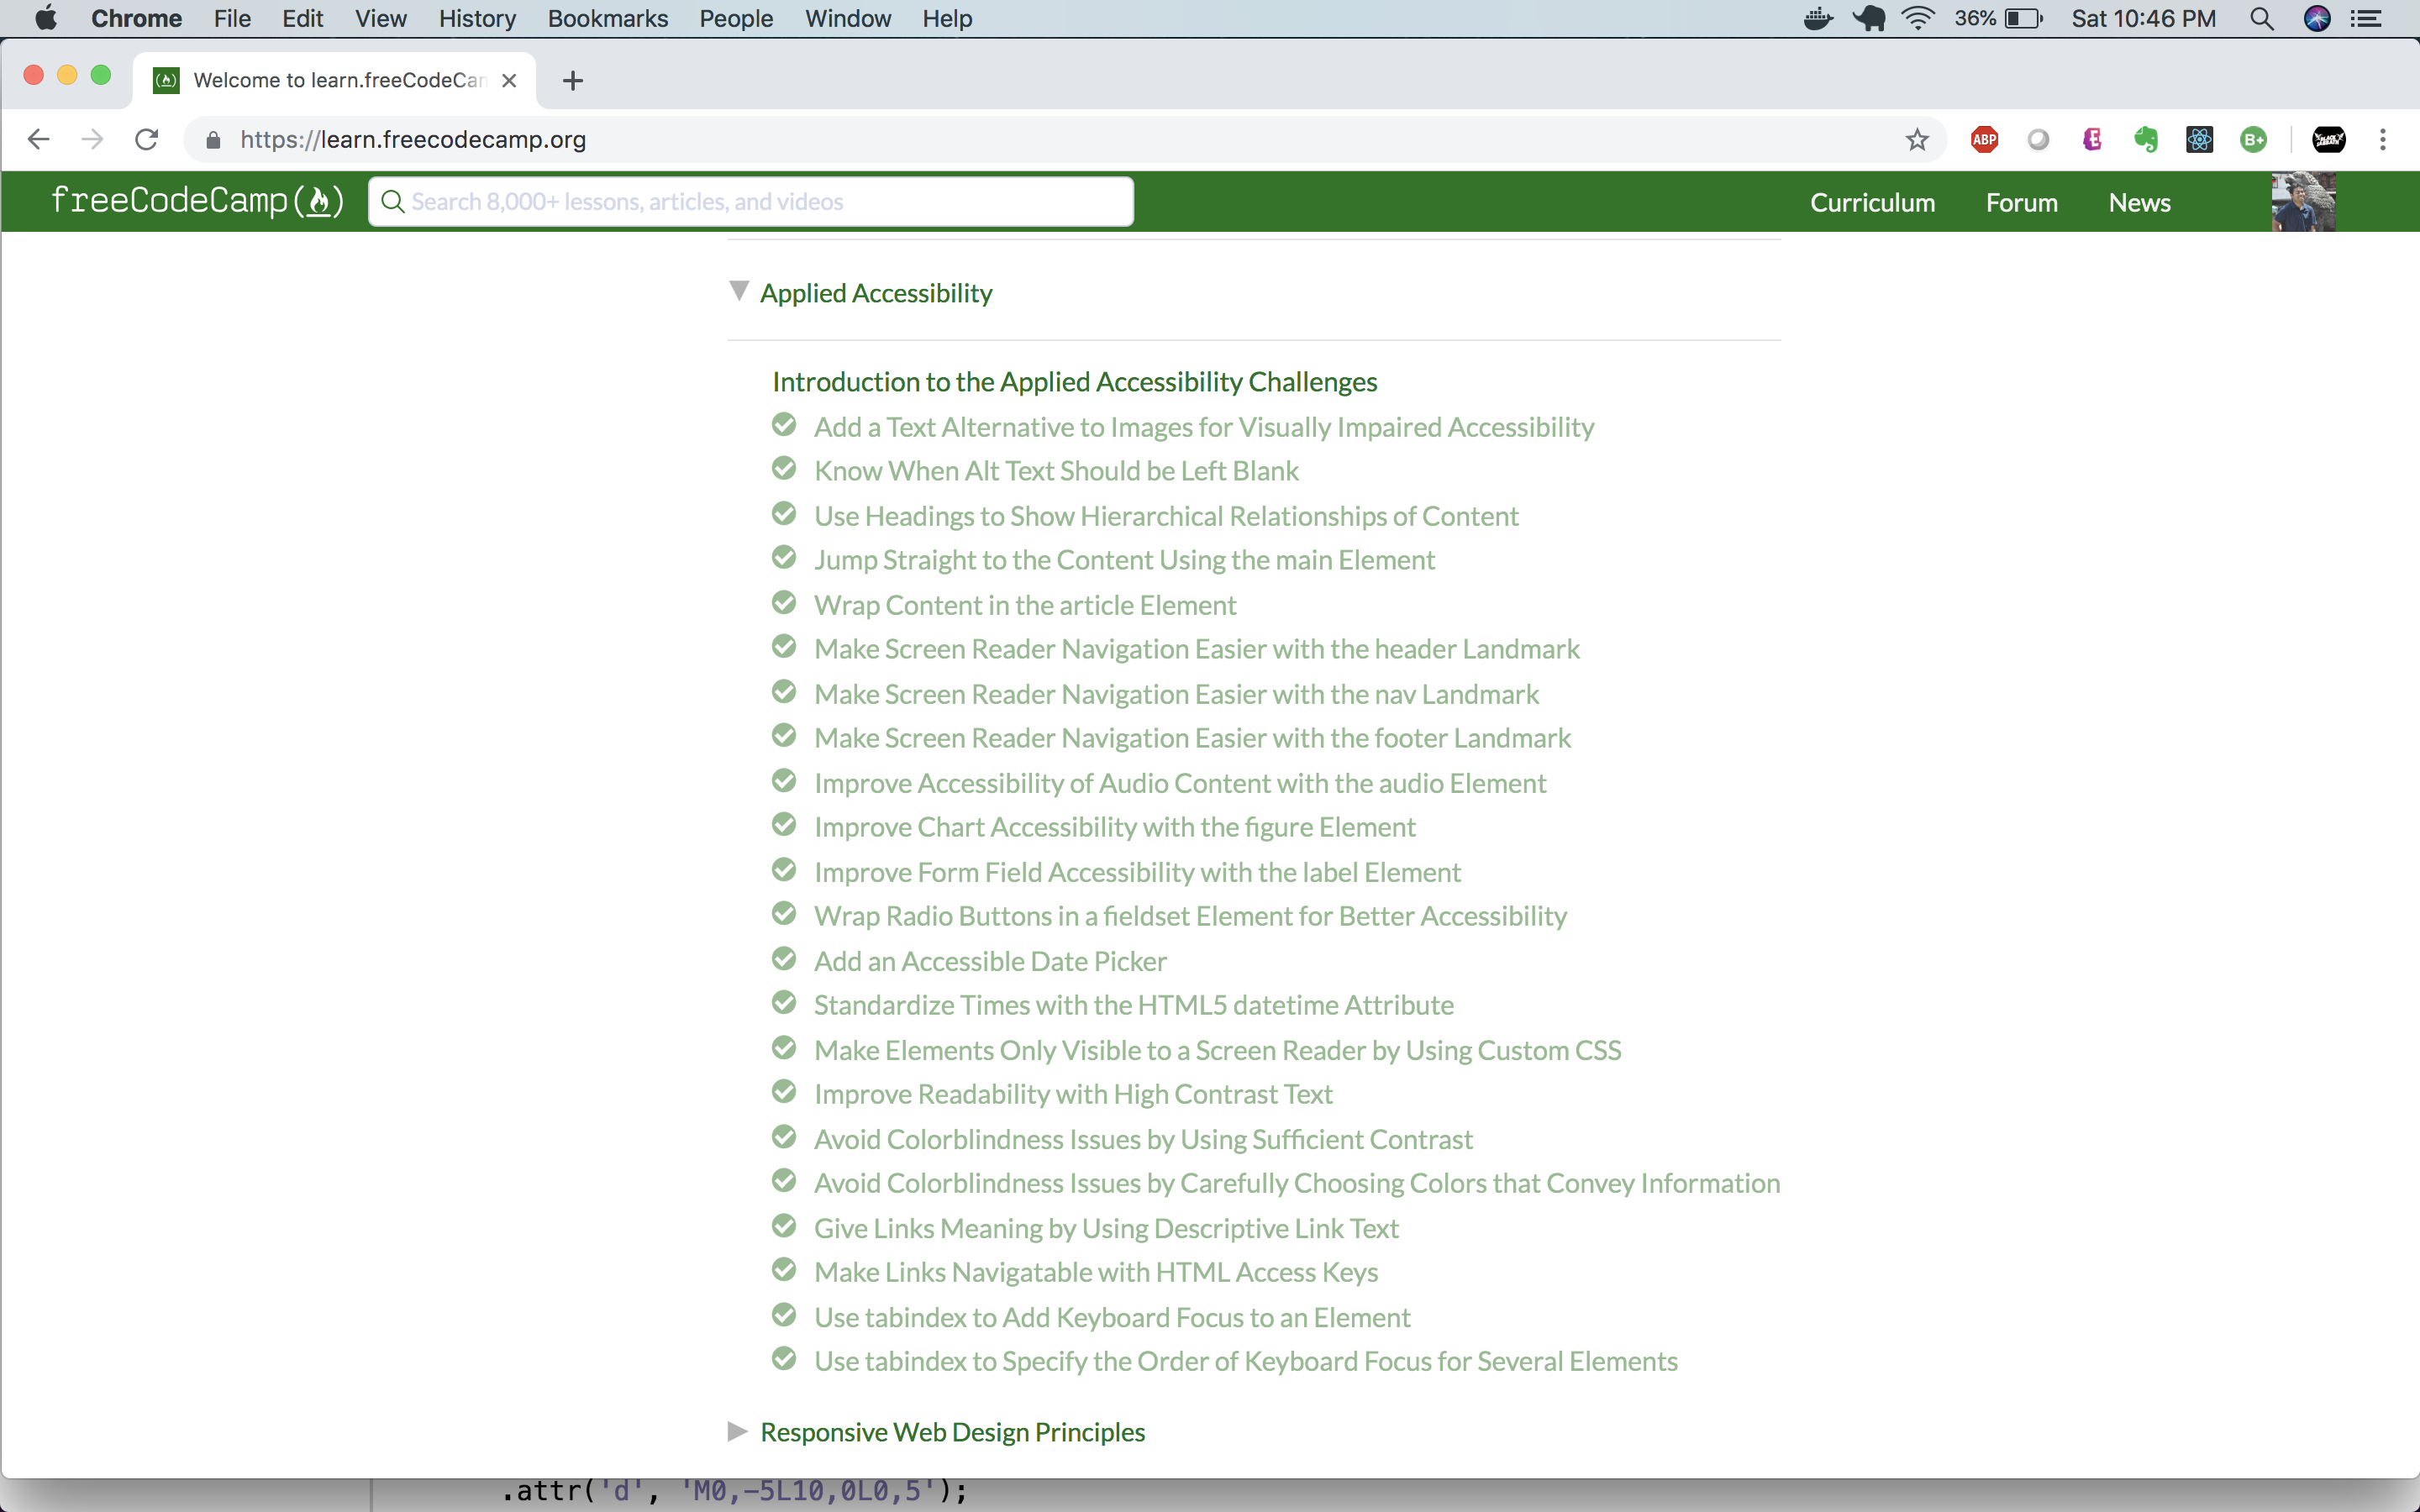 Chrome File Edit View History Bookmarks People Window Help 36% Sat 10:46 PM
Welcome to learn.freeCodeCam
https://learn.freecodecamp.org ABP E B+
freeCodeCamp Search 8,000+ lessons, articles, and videos Curriculum Forum News
Applied Accessibility
Introduction to the Applied Accessibility Challenges
Add a Text Alternative to Images for Visually Impaired Accessibility
Know When Alt Text Should be Left Blank
Use Headings to Show Hierarchical Relationships of Content
Jump Straight to the Content Using the main Element
Wrap Content in the article Element
Make Screen Reader Navigation Easier with the header Landmark
Make Screen Reader Navigation Easier with the nav Landmark
Make Screen Reader Navigation Easier with the footer Landmark
Improve Accessibility of Audio Content with the audio Element
Improve Chart Accessibility with the figure Element
Improve Form Field Accessibility with the label Element
Wrap Radio Buttons in a fieldset Element for Better Accessibility
Add an Accessible Date Picker
Standardize Times with the HTML5 datetime Attribute
Make Elements Only Visible to a Screen Reader by Using Custom CSS
Improve Readability with High Contrast Text
Avoid Colorblindness Issues by Using Sufficient Contrast
Avoid Colorblindness Issues by Carefully Choosing Colors that Convey Information
Give Links Meaning by Using Descriptive Link Text
Make Links Navigatable with HTML Access Keys
Use tabindex to Add Keyboard Focus to an Element
Use tabindex to Specify the Order of Keyboard Focus for Several Elements
Responsive Web Design Principles
.attr('d', 'M0,-5L10,0L0,5');